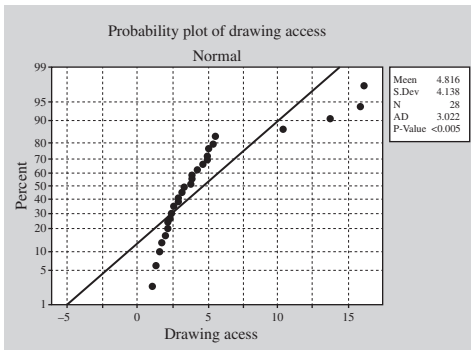 Probability plot of drawing access
Normal
99
95
90
80
70
60
50
40
30
20
10
5
1
Percent
-5
0
5
10
15
Drawing acess
Meen 4.816
S.Dev 4.138
N 28
AD 3.022
P-Value <0.005